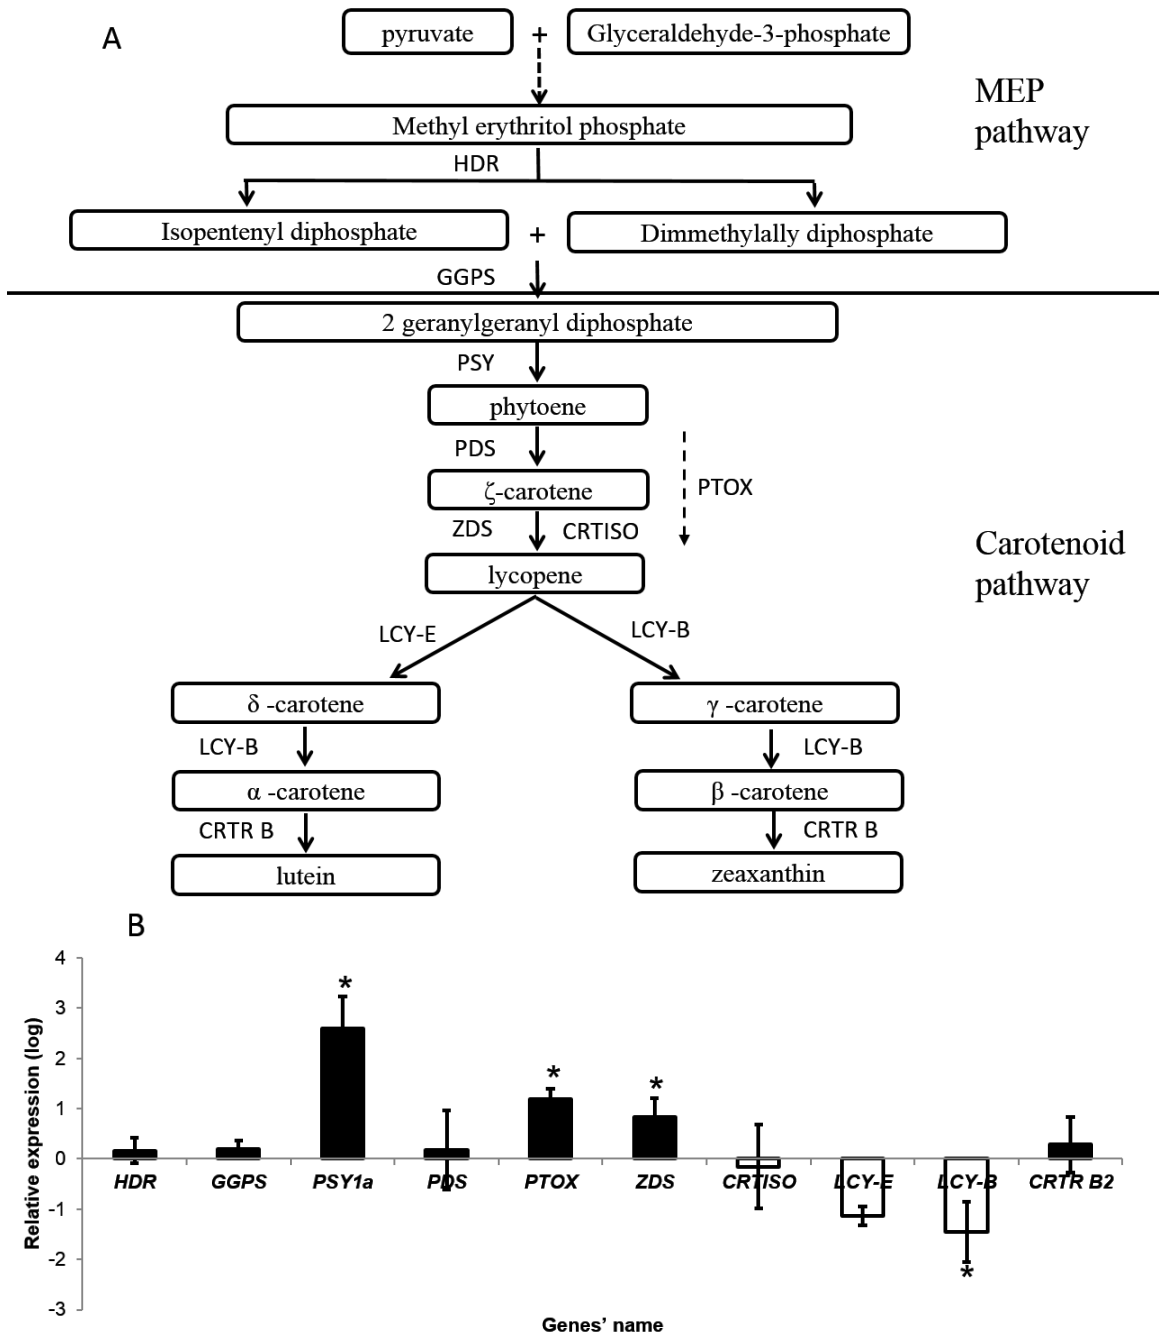 A
pyruvate + Glyceraldehyde-3-phosphate
MEP
pathway
Methyl erythritol phosphate
HDR
Isopentenyl diphosphate + Dimmethylally diphosphate
GGPS
2 geranylgeranyl diphosphate
PSY
phytoene
PDS
PTOX
ζ-carotene
ZDS CRTISO
Carotenoid
pathway
lycopene
LCY-E LCY-B
δ -carotene γ -carotene
LCY-B LCY-B
α -carotene β -carotene
CRTR B CRTR B
lutein zeaxanthin
B
Relative expression (log)
4
3
2
1
0
-1
-2
-3
*
*
*
*
HDR GGPS PSY1a PDS PTOX ZDS CRTISO LCY-E LCY-B CRTR B2
Genes' name